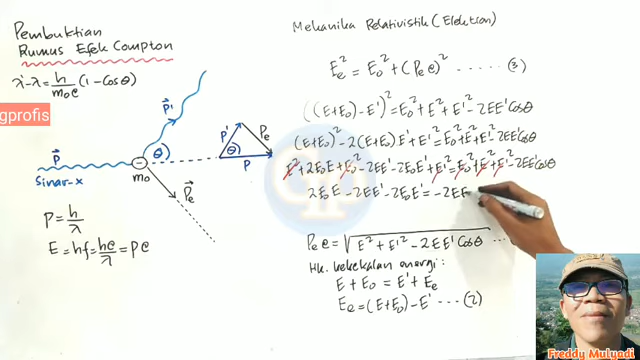 Pembuktian
Rumus Efek Compton
λ'-λ = h/m₀c (1 - Cosθ)
gprofis
P⃗'
θ
P⃗
Sinar-x
m₀
P⃗e
P'
Pe
θ
P
P = h/λ
E = hf = hc/λ = Pc
Mekanika Relativistik (Elektron)
Ee² = E₀² + (Pe c)² ...... (3)
((E+E₀) - E')² = E₀² + E² + E'² - 2EE' Cosθ
(E+E₀)² - 2(E+E₀)E' + E'² = E₀² + E² + E'² - 2EE' Cosθ
E² + 2E₀E + E₀² - 2EE' - 2E₀E' + E'² = E₀² + E² + E'² - 2EE' Cosθ
2E₀E - 2EE' - 2E₀E' = - 2EE
Pe c = √E² + E'² - 2EE' Cosθ ...
Hk. kekekalan energi:
E + E₀ = E' + Ee
Ee = (E+E₀) - E' .... (2)
Freddy Mulyadi